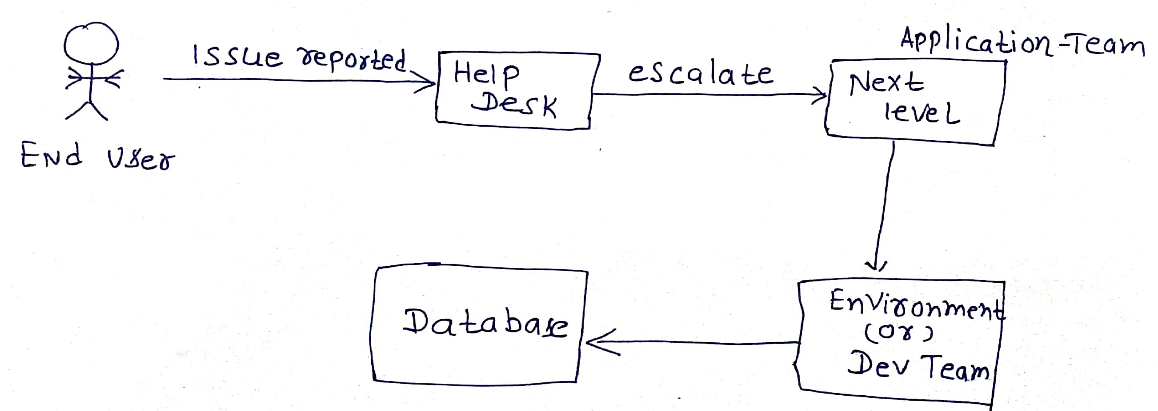 Issue reported
End User
Help
Desk
escalate
Application-Team
Next
level
Environment
(or)
Dev Team
Database